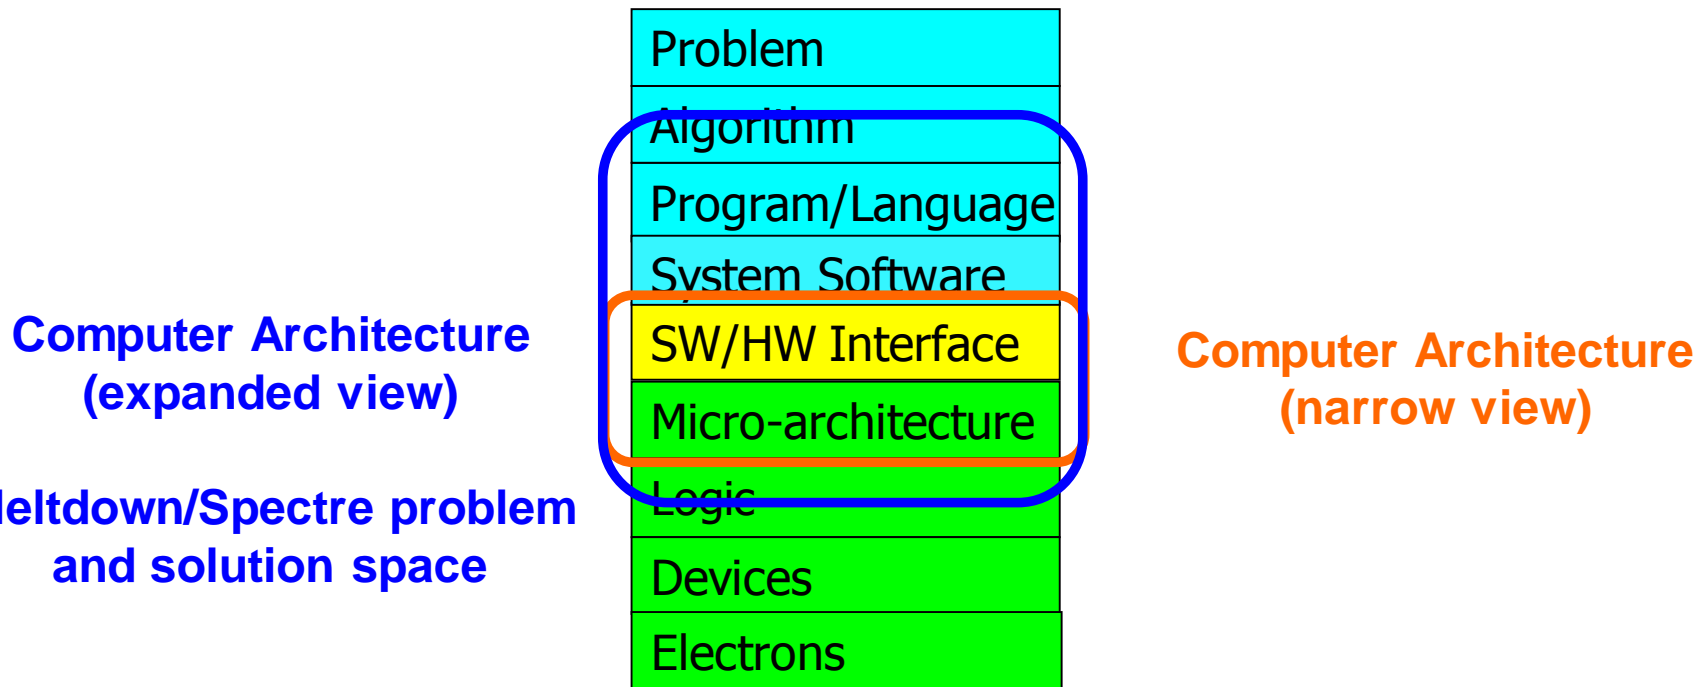 Problem
Algorithm
Program/Language
System Software
SW/HW Interface
Micro-architecture
Logic
Devices
Electrons
Computer Architecture
(expanded view)
eltdown/Spectre problem
and solution space
Computer Architecture
(narrow view)